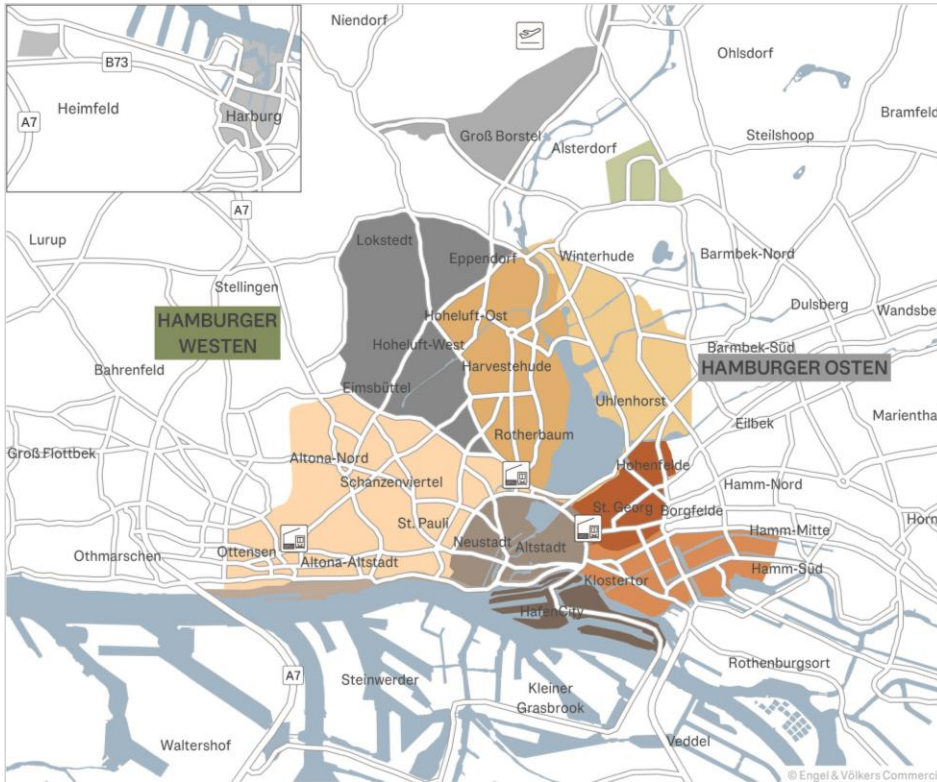 Niendorf
Ohlsdorf
B73
Heimfeld
A7
Harburg
Bramfeld
Groß Borstel
Steilshoop
Alsterdorf
A7
Lurup
Lokstedt
Eppendorf
Winterhude
Barmbek-Nord
Stellingen
Dulsberg
Wandsbe
HAMBURGER
WESTEN
Hoheluft-Ost
Hoheluft-West
Barmbek-Süd
HAMBURGER OSTEN
Bahrenfeld
Harvestehude
Eimsbüttel
Uhlenhorst
Marientha
Eilbek
Rotherbaum
Groß Flottbek
Altona-Nord
Hohenfelde
Schanzenviertel
Hamm-Nord
St. Georg
Borgfelde
Horn
St. Pauli
Hamm-Mitte
Neustadt
Altstadt
Othmarschen
Ottensen
Altona-Altstadt
Hamm-Süd
Klostertor
HafenCity
Rothenburgsort
A7
Steinwerder
Kleiner
Grasbrook
Waltershof
Veddel
© Engel & Völkers Commerci